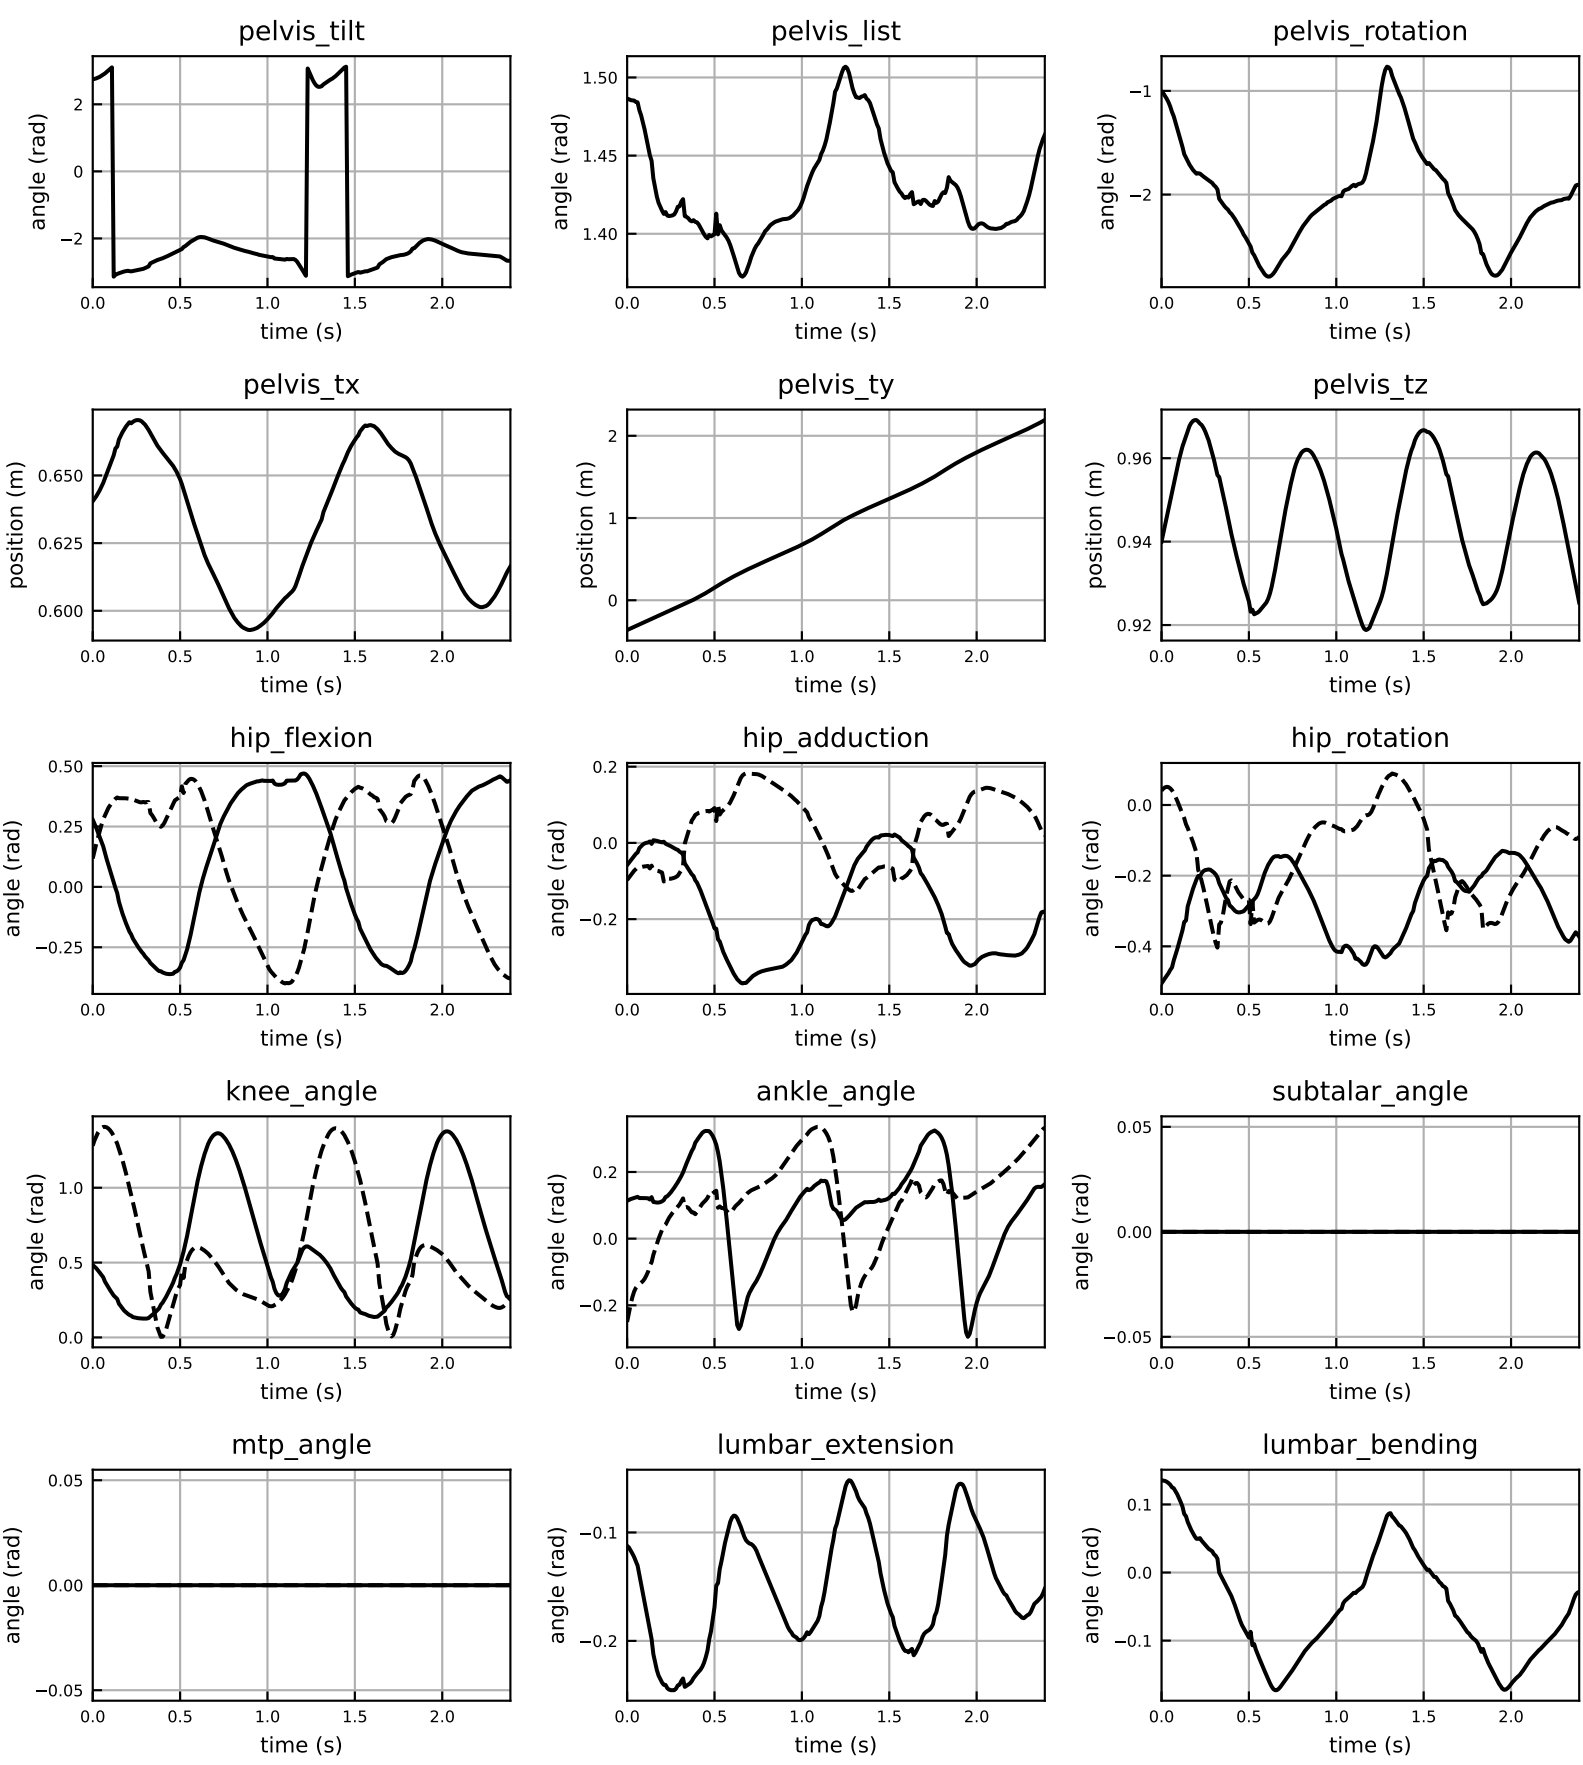 pelvis_tilt
angle (rad)
2
0
−2
0.0 0.5 1.0 1.5 2.0
time (s)
pelvis_list
angle (rad)
1.50
1.45
1.40
0.0 0.5 1.0 1.5 2.0
time (s)
pelvis_rotation
angle (rad)
−1
−2
0.0 0.5 1.0 1.5 2.0
time (s)
pelvis_tx
position (m)
0.650
0.625
0.600
0.0 0.5 1.0 1.5 2.0
time (s)
pelvis_ty
position (m)
2
1
0
0.0 0.5 1.0 1.5 2.0
time (s)
pelvis_tz
position (m)
0.96
0.94
0.92
0.0 0.5 1.0 1.5 2.0
time (s)
hip_flexion
angle (rad)
0.50
0.25
0.00
−0.25
0.0 0.5 1.0 1.5 2.0
time (s)
hip_adduction
angle (rad)
0.2
0.0
−0.2
0.0 0.5 1.0 1.5 2.0
time (s)
hip_rotation
angle (rad)
0.0
−0.2
−0.4
0.0 0.5 1.0 1.5 2.0
time (s)
knee_angle
angle (rad)
1.0
0.5
0.0
0.0 0.5 1.0 1.5 2.0
time (s)
ankle_angle
angle (rad)
0.2
0.0
−0.2
0.0 0.5 1.0 1.5 2.0
time (s)
subtalar_angle
angle (rad)
0.05
0.00
−0.05
0.0 0.5 1.0 1.5 2.0
time (s)
mtp_angle
angle (rad)
0.05
0.00
−0.05
0.0 0.5 1.0 1.5 2.0
time (s)
lumbar_extension
angle (rad)
−0.1
−0.2
0.0 0.5 1.0 1.5 2.0
time (s)
lumbar_bending
angle (rad)
0.1
0.0
−0.1
0.0 0.5 1.0 1.5 2.0
time (s)